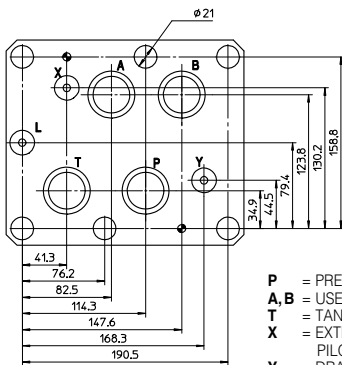 ø21
A
B
X
L
T
P
Y
34.9
44.5
79.4
123.8
130.2
158.8
41.3
76.2
82.5
114.3
147.6
168.3
190.5
P = PRE
A,B = USE
T = TAN
X = EXT
PILO